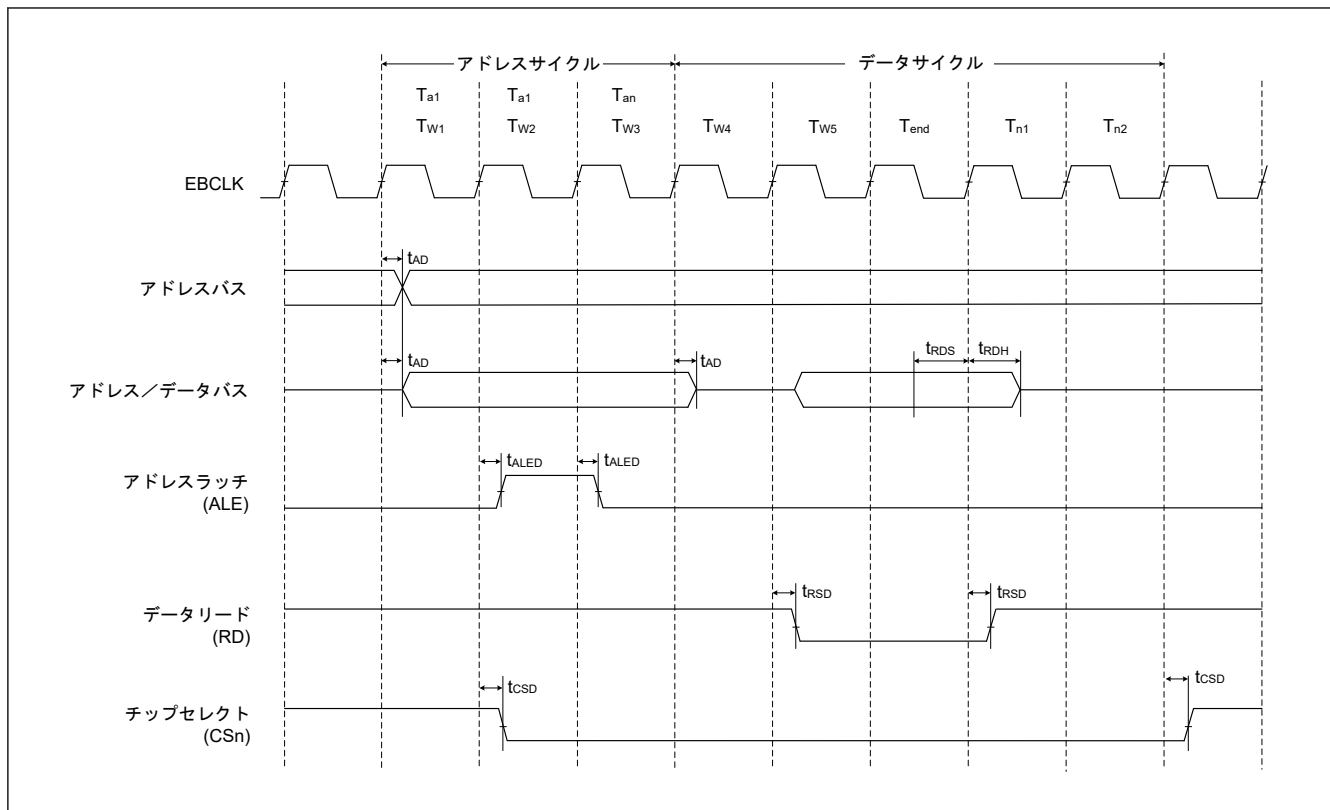 アドレスサイクル データサイクル
Ta1 Ta1 Tan
TW1 TW2 TW3 TW4 TW5 Tend Tn1 Tn2
EBCLK
tAD
アドレスバス
tAD tAD tRDS tRDH
アドレス／データバス
tALED tALED
アドレスラッチ
(ALE)
tRSD tRSD
データリード
(RD)
tCSD tCSD
チップセレクト
(CSn)